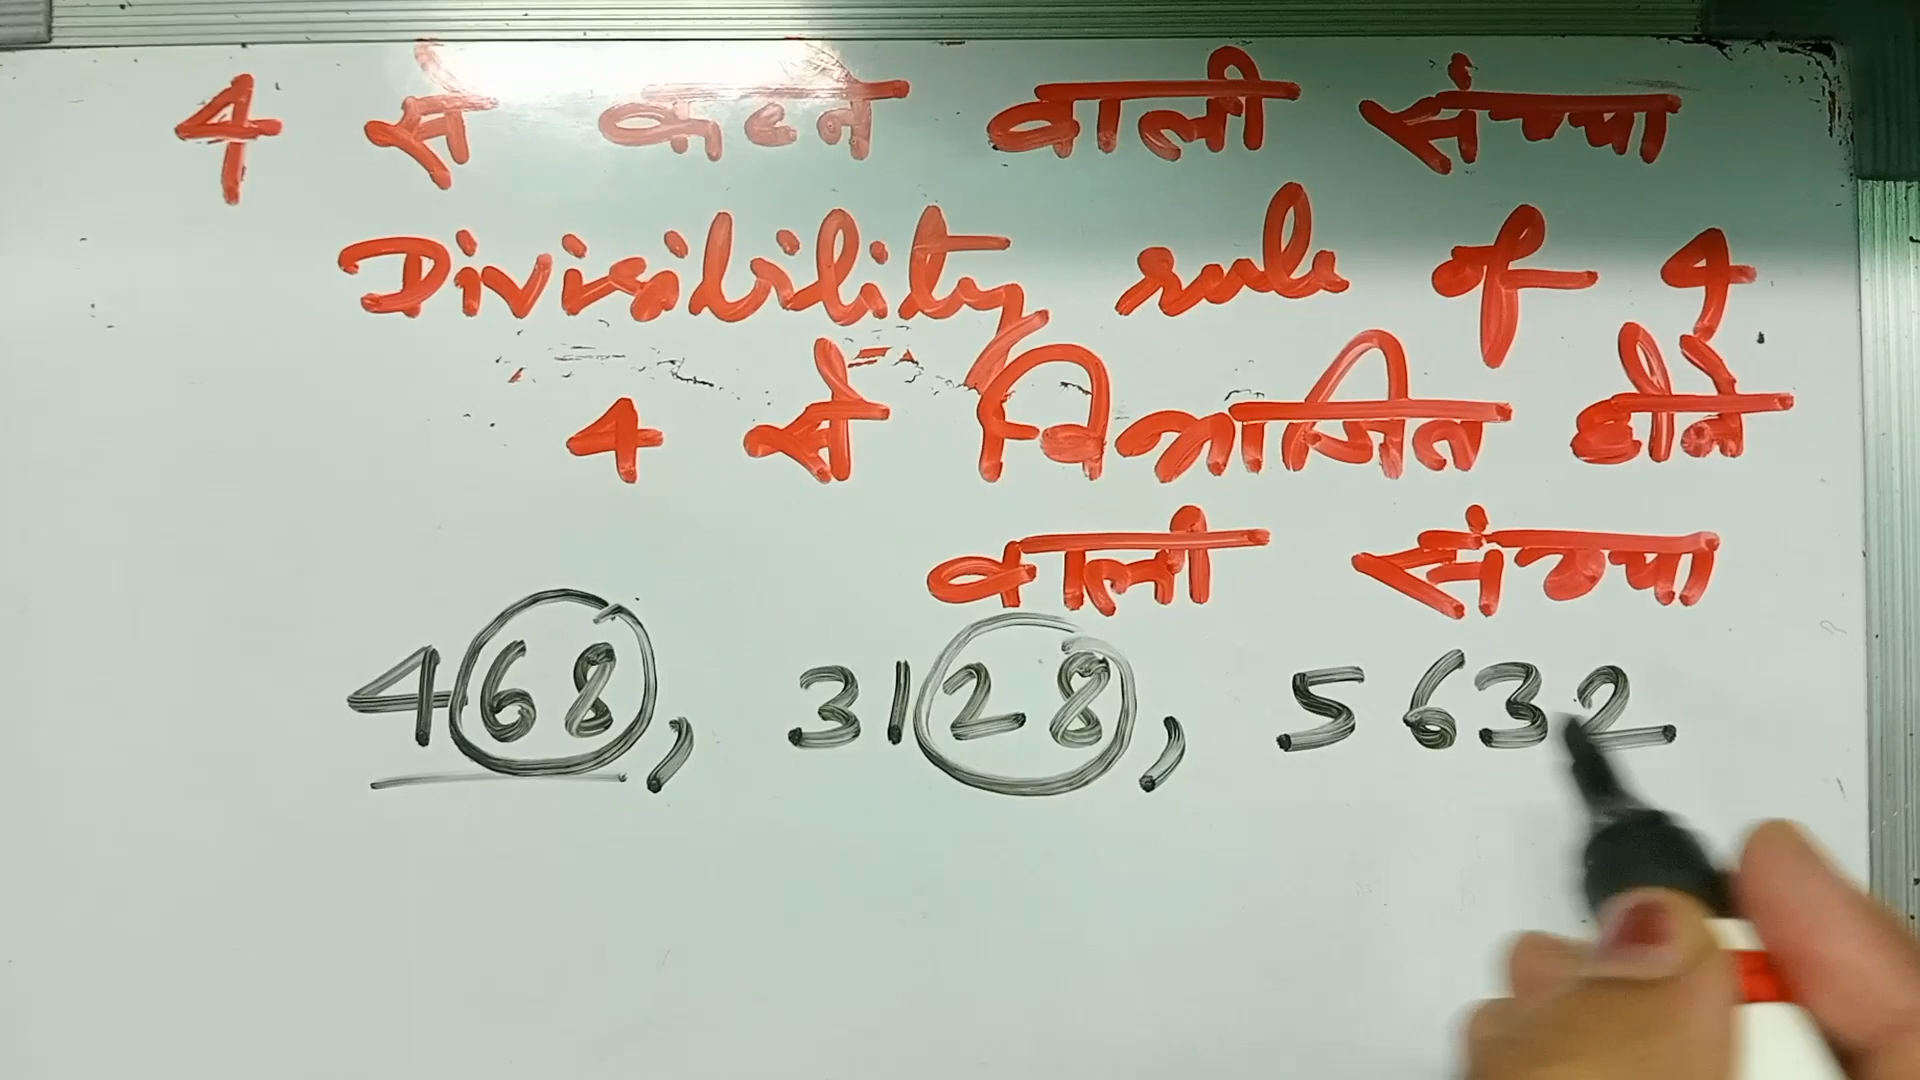 4 से कटने वाली संख्या
Divisibility rule of 4
4 से विभाजित होने
वाली संख्या
468, 3128, 5632